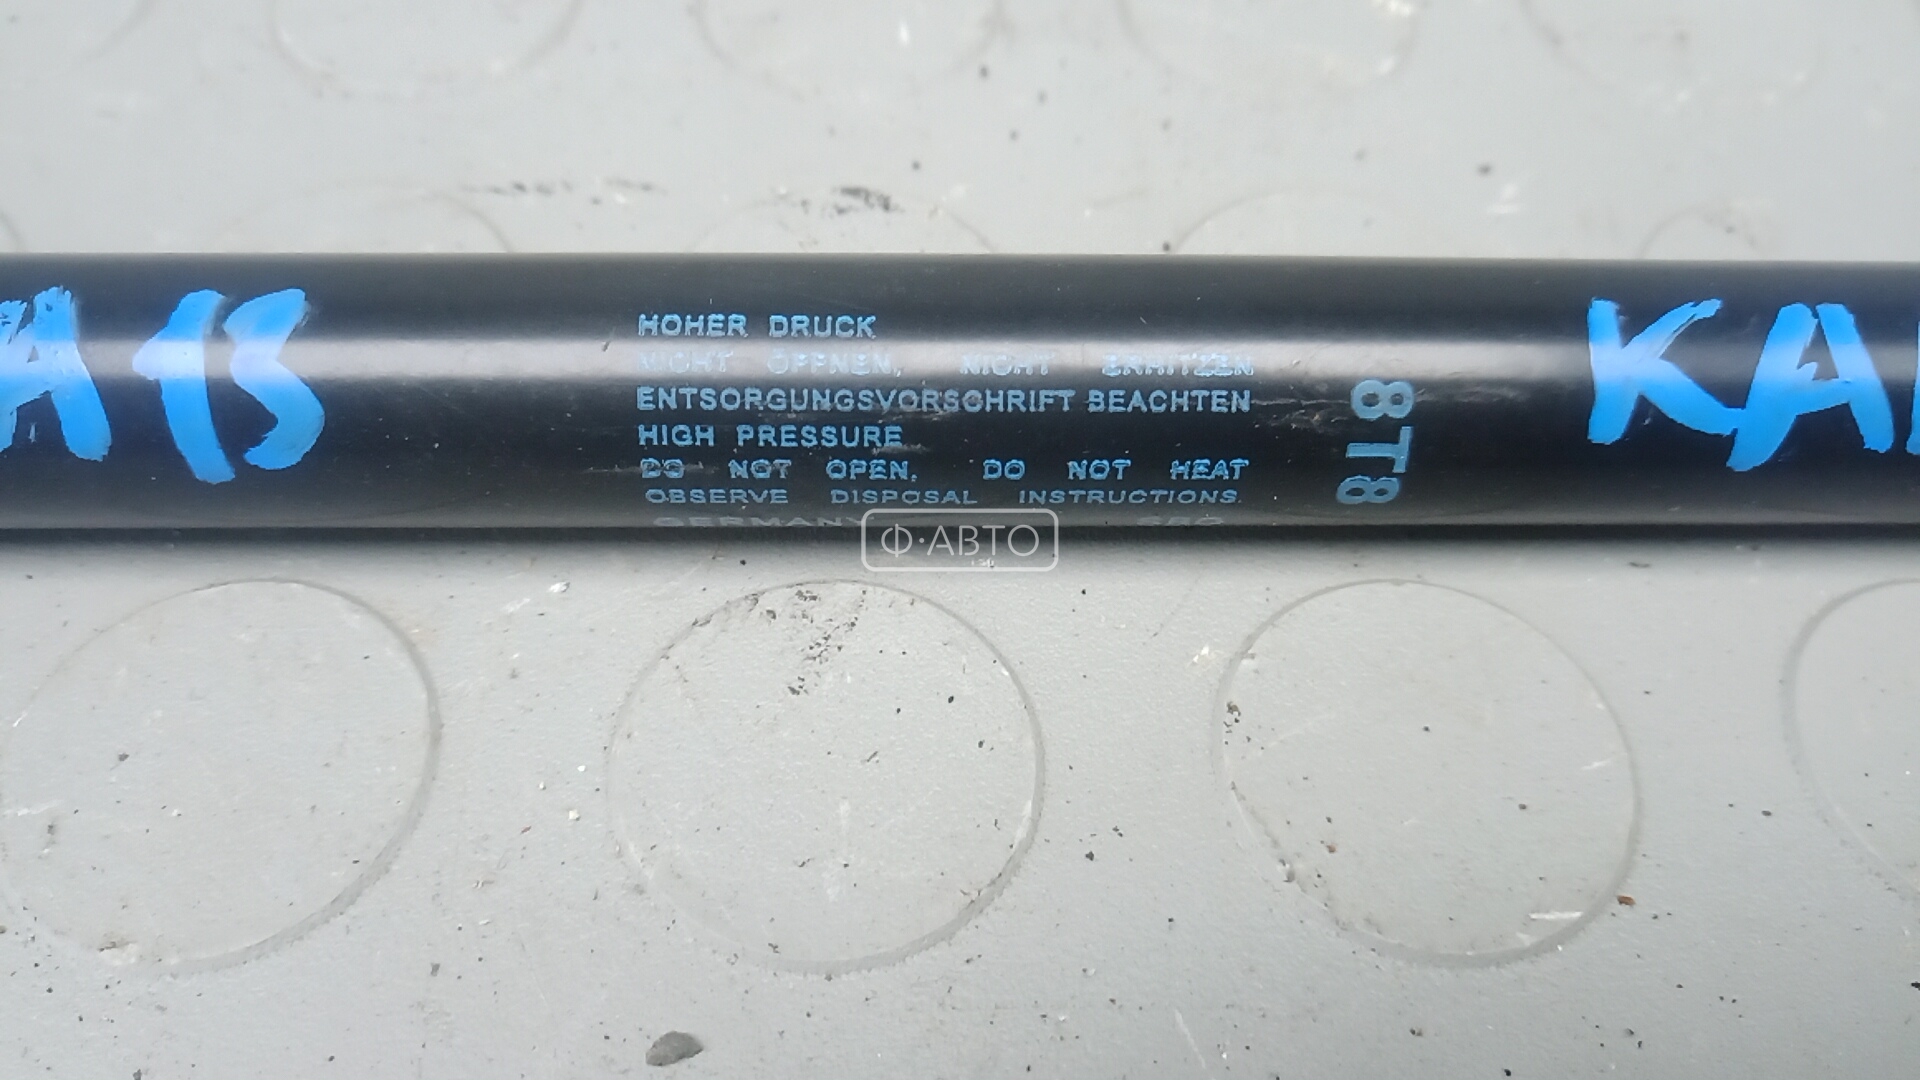 A 13
HOHER DRUCK
NICHT ÖFFNEN, NICHT ERHITZEN
ENTSORGUNGSVORSCHRIFT BEACHTEN
HIGH PRESSURE
DO NOT OPEN, DO NOT HEAT
OBSERVE DISPOSAL INSTRUCTIONS
GERMANY
8T8
KA
Ф·АВТО